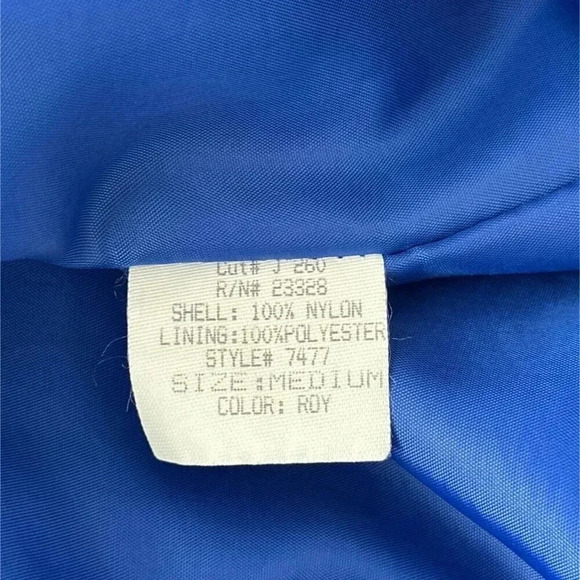 Cut# J 260
R/N# 23328
SHELL: 100% NYLON
LINING:100%POLYESTER
STYLE# 7477
SIZE:MEDIUM
COLOR: ROY